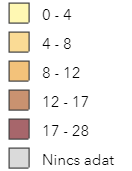 0 - 4
4 - 8
8 - 12
12 - 17
17 - 28
Nincs adat